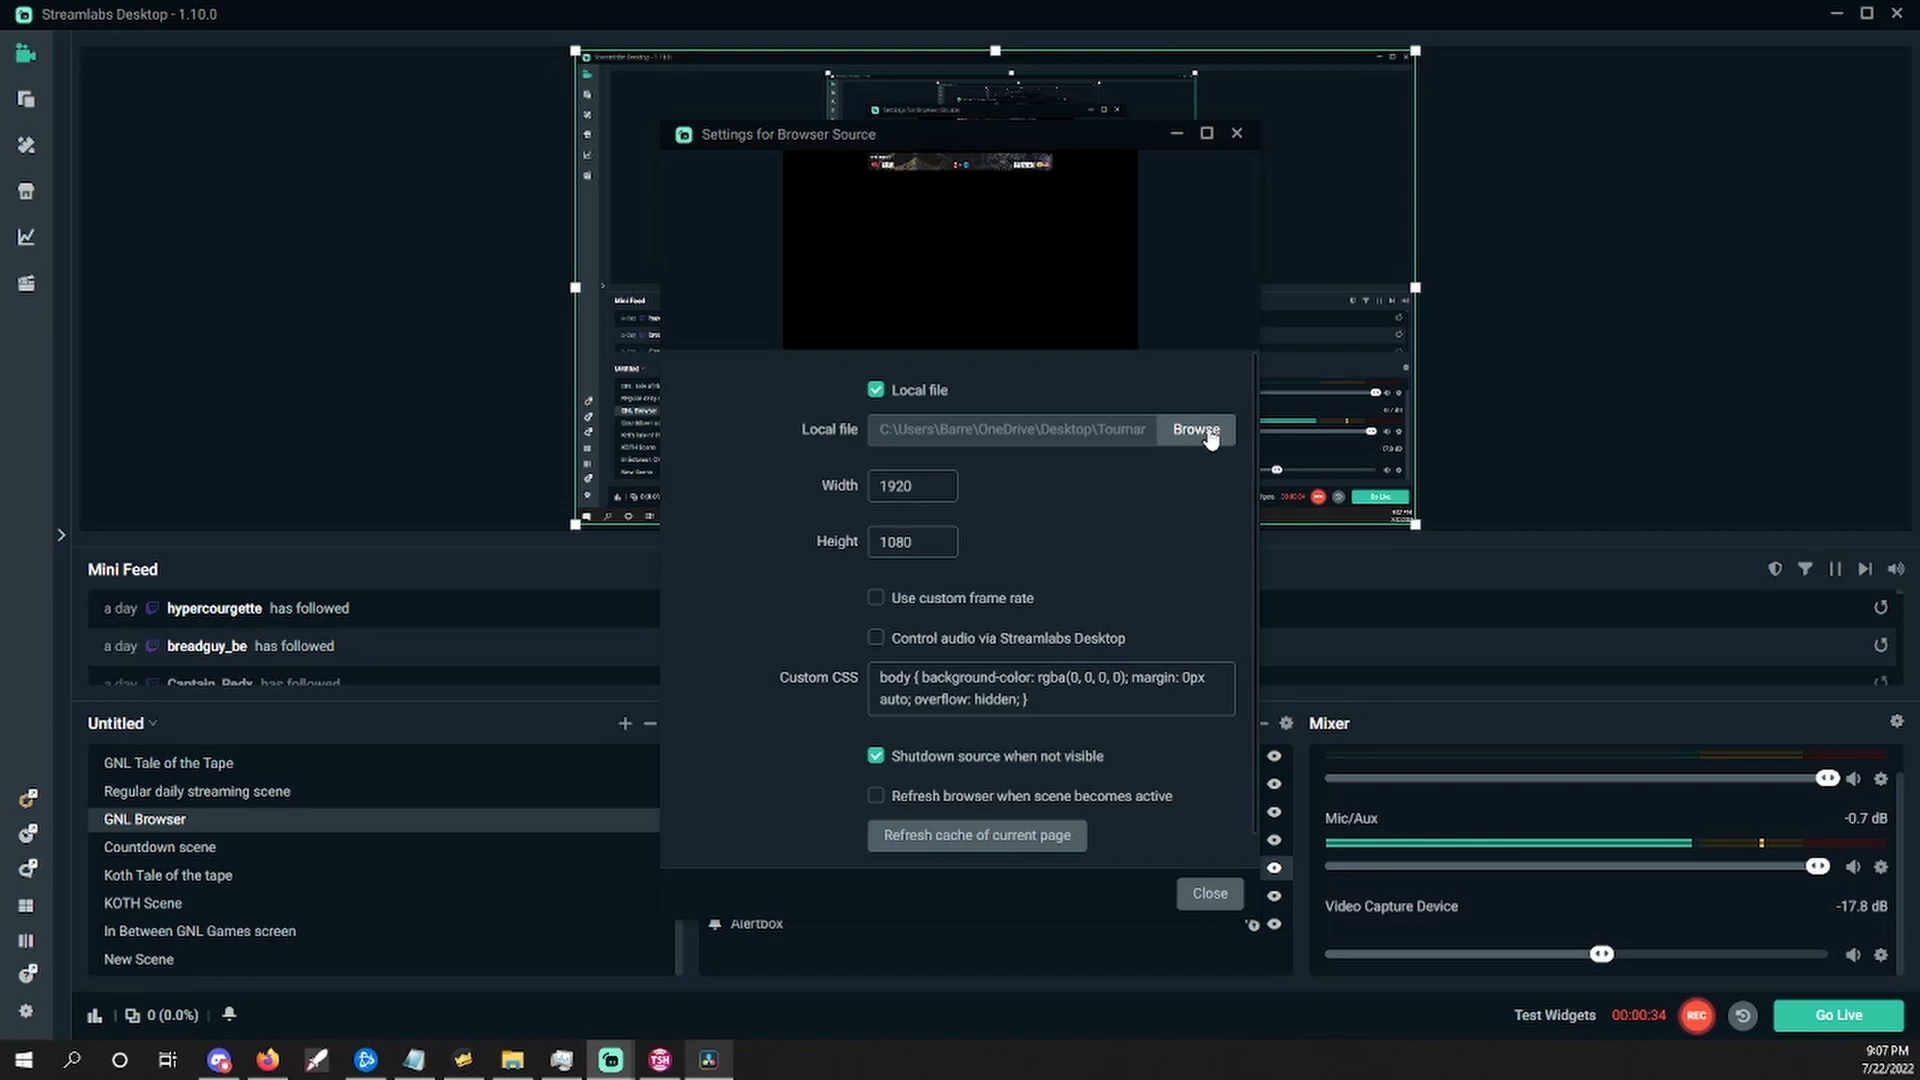 Streamlabs Desktop - 1.10.0
Settings for Browser Source
Local file
Local file
C:\Users\Barre\OneDrive\Desktop\Tournar
Browse
Width
1920
Height
1080
Use custom frame rate
Control audio via Streamlabs Desktop
Custom CSS
body { background-color: rgba(0, 0, 0, 0); margin: 0px
auto; overflow: hidden; }
Shutdown source when not visible
Refresh browser when scene becomes active
Refresh cache of current page
Close
Mini Feed
a day hypercourgette has followed
a day breadguy_be has followed
a day Captain_Redx has followed
Untitled
GNL Tale of the Tape
Regular daily streaming scene
GNL Browser
Countdown scene
Koth Tale of the tape
KOTH Scene
In Between GNL Games screen
New Scene
Alertbox
Mixer
Mic/Aux -0.7 dB
Video Capture Device -17.8 dB
0 (0.0%)
Test Widgets 00:00:34 REC Go Live
TSH
9:07 PM
7/22/2022